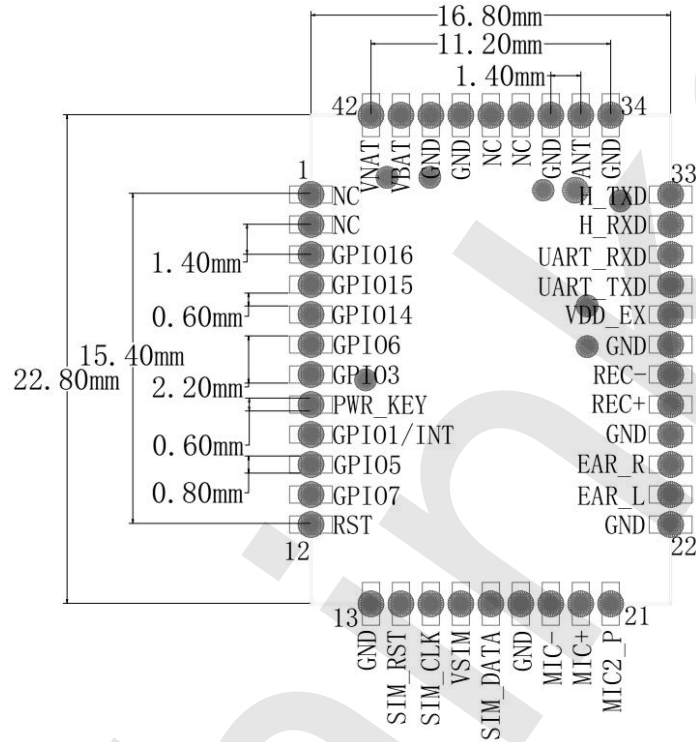 16.80mm
11.20mm
1.40mm
42
34
VNAT
VBAT
GND
GND
NC
NC
GND
ANT
GND
1
33
NC
H_TXD
NC
H_RXD
GPIO16
UART_RXD
1.40mm
GPIO15
UART_TXD
0.60mm
GPIO14
VDD_EX
15.40mm
GPIO6
GND
22.80mm
2.20mm
GPIO3
REC-
PWR_KEY
REC+
0.60mm
GPIO1/INT
GND
GPIO5
EAR_R
0.80mm
GPIO7
EAR_L
RST
GND
12
22
13
21
GND
SIM_RST
SIM_CLK
VSIM
SIM_DATA
GND
MIC-
MIC+
MIC2_P